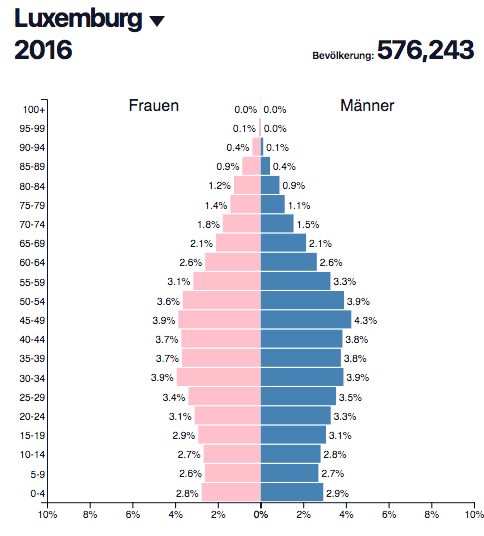 Luxemburg
2016
Bevölkerung: 576,243
Frauen Männer
100+ 0.0% 0.0%
95-99 0.1% 0.0%
90-94 0.4% 0.1%
85-89 0.9% 0.4%
80-84 1.2% 0.9%
75-79 1.4% 1.1%
70-74 1.8% 1.5%
65-69 2.1% 2.1%
60-64 2.6% 2.6%
55-59 3.1% 3.3%
50-54 3.6% 3.9%
45-49 3.9% 4.3%
40-44 3.7% 3.8%
35-39 3.7% 3.8%
30-34 3.9% 3.9%
25-29 3.4% 3.5%
20-24 3.1% 3.3%
15-19 2.9% 3.1%
10-14 2.7% 2.8%
5-9 2.6% 2.7%
0-4 2.8% 2.9%
10% 8% 6% 4% 2% 0% 2% 4% 6% 8% 10%